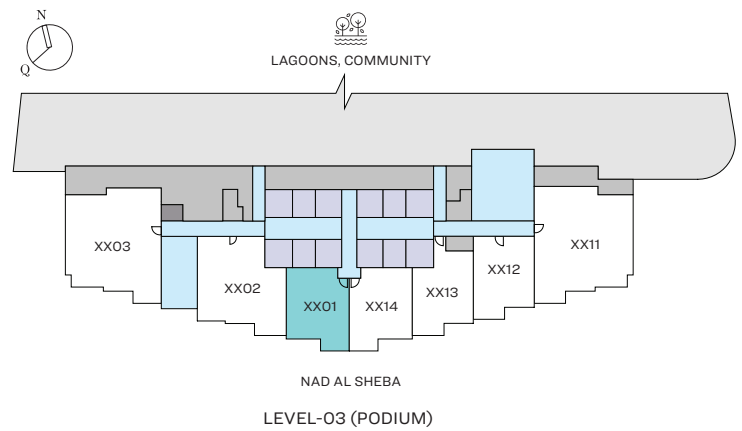 N
Q
LAGOONS, COMMUNITY
XX03
XX02
XX01
XX14
XX13
XX12
XX11
NAD AL SHEBA
LEVEL-03 (PODIUM)